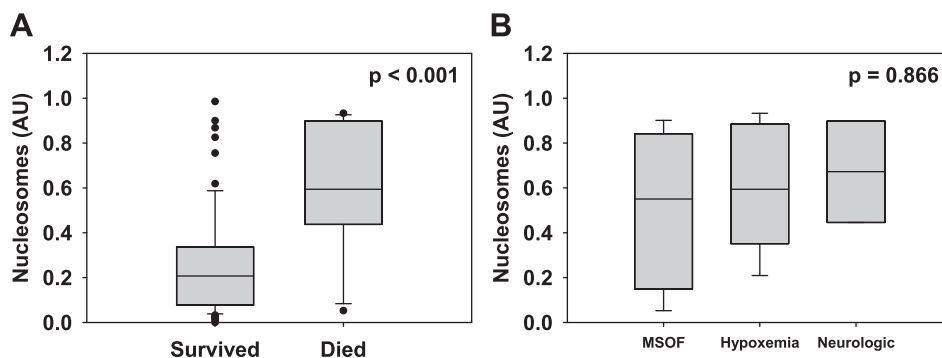 A
Nucleosomes (AU)
1.2
1.0
0.8
0.6
0.4
0.2
0.0
p < 0.001
Survived Died
B
Nucleosomes (AU)
1.2
1.0
0.8
0.6
0.4
0.2
0.0
p = 0.866
MSOF Hypoxemia Neurologic